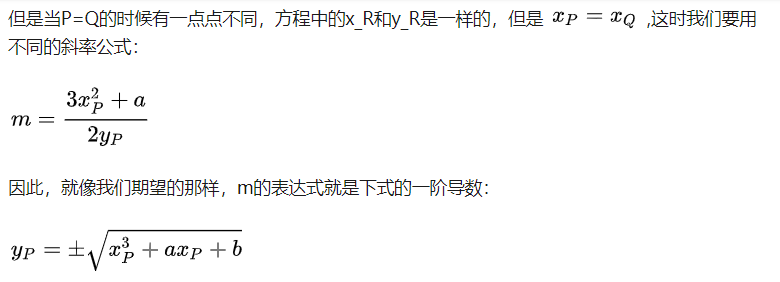 但是当P=Q的时候有一点点不同，方程中的x_R和y_R是一样的，但是 $x_P = x_Q$ ,这时我们要用
不同的斜率公式：
$m = \dfrac{3x_P^2 + a}{2y_P}$
因此，就像我们期望的那样，m的表达式就是下式的一阶导数：
$y_P = \pm\sqrt{x_P^3 + ax_P + b}$